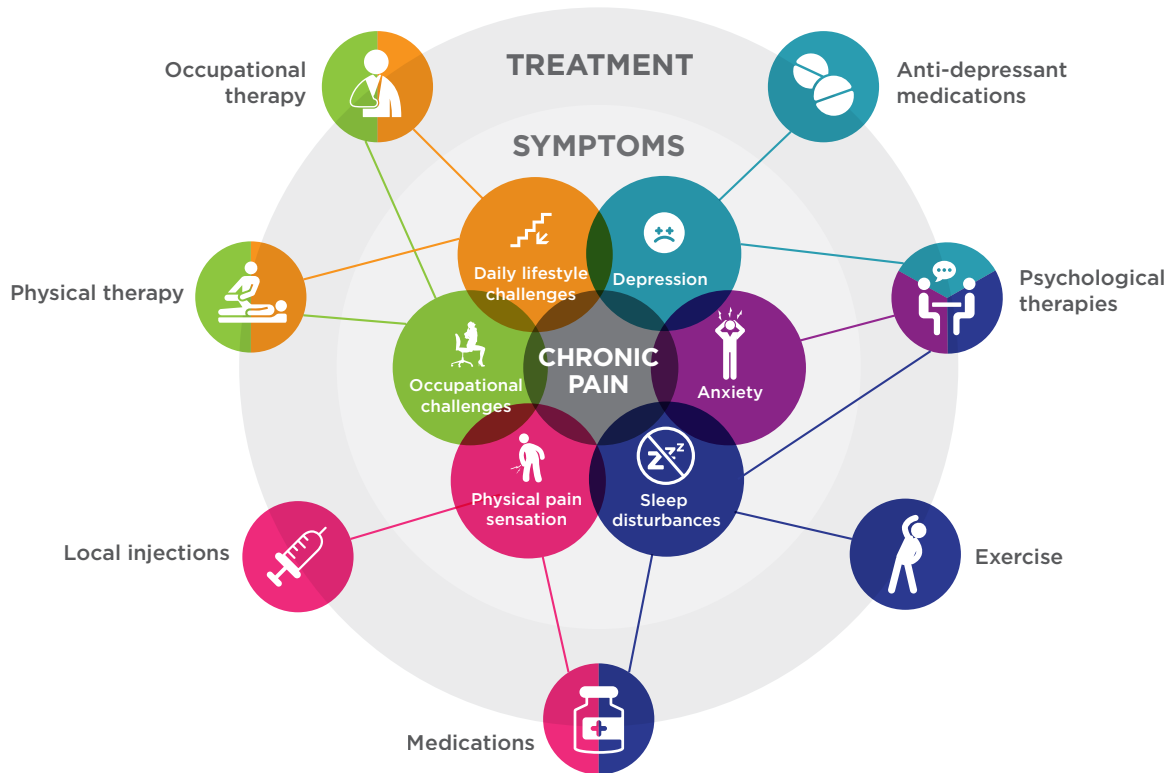 TREATMENT
SYMPTOMS
Occupational
therapy
Anti-depressant
medications
Physical therapy
Psychological
therapies
Daily lifestyle
challenges
Depression
Occupational
challenges
CHRONIC
PAIN
Anxiety
Physical pain
sensation
zzz
Sleep
disturbances
Local injections
Exercise
Medications